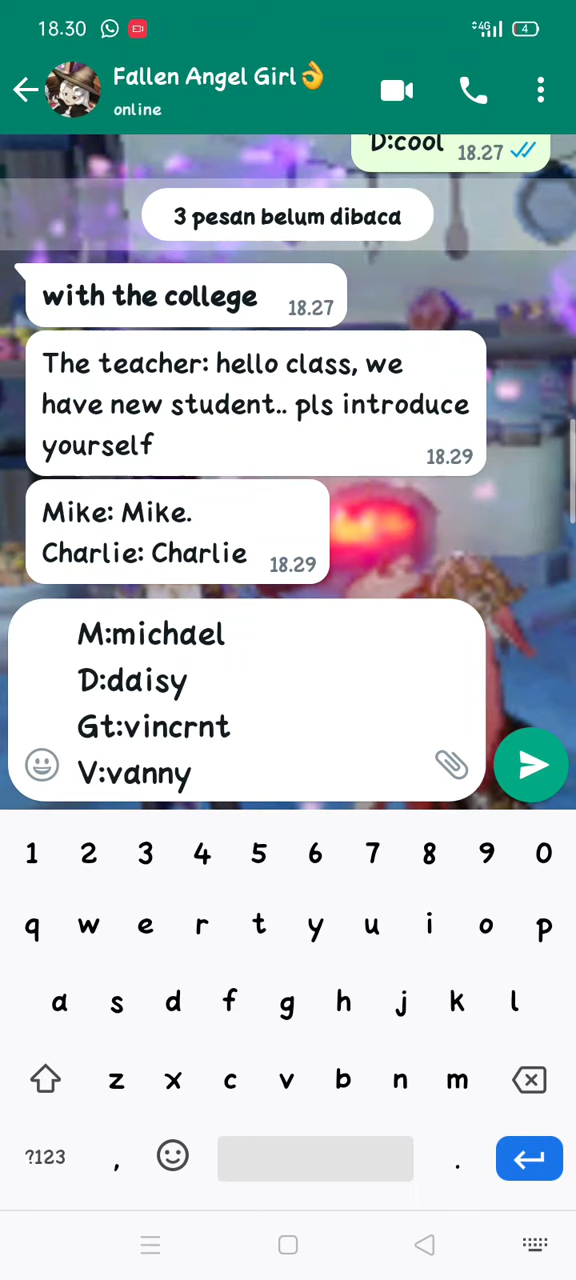 18.30
4G
4
Fallen Angel Girl👌
online
D:cool 18.27
3 pesan belum dibaca
with the college 18.27
The teacher: hello class, we
have new student.. pls introduce
yourself 18.29
Mike: Mike.
Charlie: Charlie 18.29
M:michael
D:daisy
Gt:vincrnt
V:vanny
1 2 3 4 5 6 7 8 9 0
q w e r t y u i o p
a s d f g h j k l
z x c v b n m
?123 , .